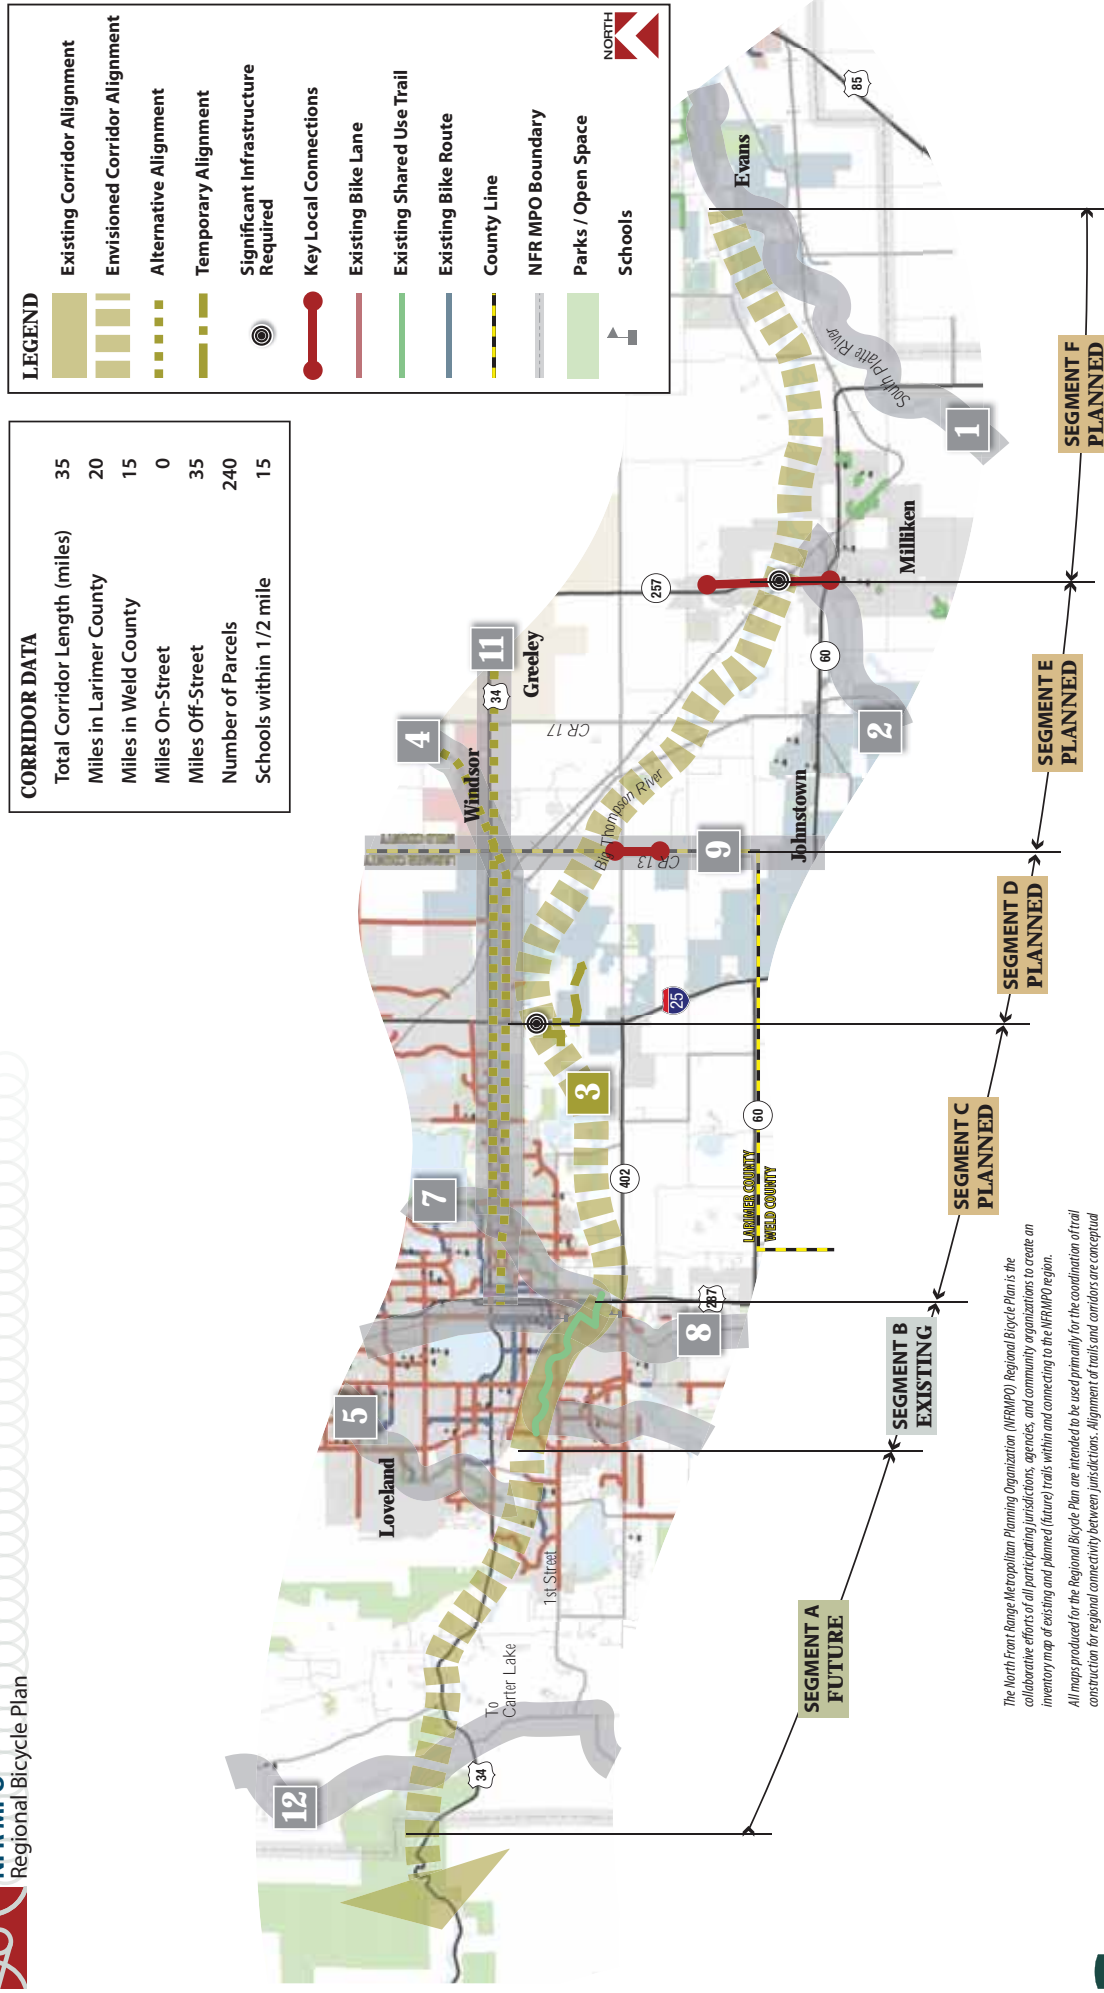 Regional Bicycle Plan
CORRIDOR DATA
Total Corridor Length (miles) 35
Miles in Larimer County 20
Miles in Weld County 15
Miles On-Street 0
Miles Off-Street 35
Number of Parcels 240
Schools within 1/2 mile 15
LEGEND
Existing Corridor Alignment
Envisioned Corridor Alignment
Alternative Alignment
Temporary Alignment
Significant Infrastructure
Required
Key Local Connections
Existing Bike Lane
Existing Shared Use Trail
Existing Bike Route
County Line
NFR MPO Boundary
Parks / Open Space
Schools
NORTH
12
34
To
Carter Lake
Loveland
5
1st Street
8
287
7
402
3
LARIMER COUNTY
WELD COUNTY
60
25
LARIMER COUNTY
WELD COUNTY
9
CR 13
Big Thompson River
Windsor
4
34
11
Greeley
CR 17
Johnstown
2
60
257
Milliken
1
South Platte River
Evans
85
SEGMENT A
FUTURE
SEGMENT B
EXISTING
SEGMENT C
PLANNED
SEGMENT D
PLANNED
SEGMENT E
PLANNED
SEGMENT F
PLANNED
The North Front Range Metropolitan Planning Organization (NFRMPO) Regional Bicycle Plan is the
collaborative efforts of all participating jurisdictions, agencies, and community organizations to create an
inventory map of existing and planned (future) trails within and connecting to the NFRMPO region.
All maps produced for the Regional Bicycle Plan are intended to be used primarily for the coordination of trail
construction for regional connectivity between jurisdictions. Alignment of trails and corridors are conceptual